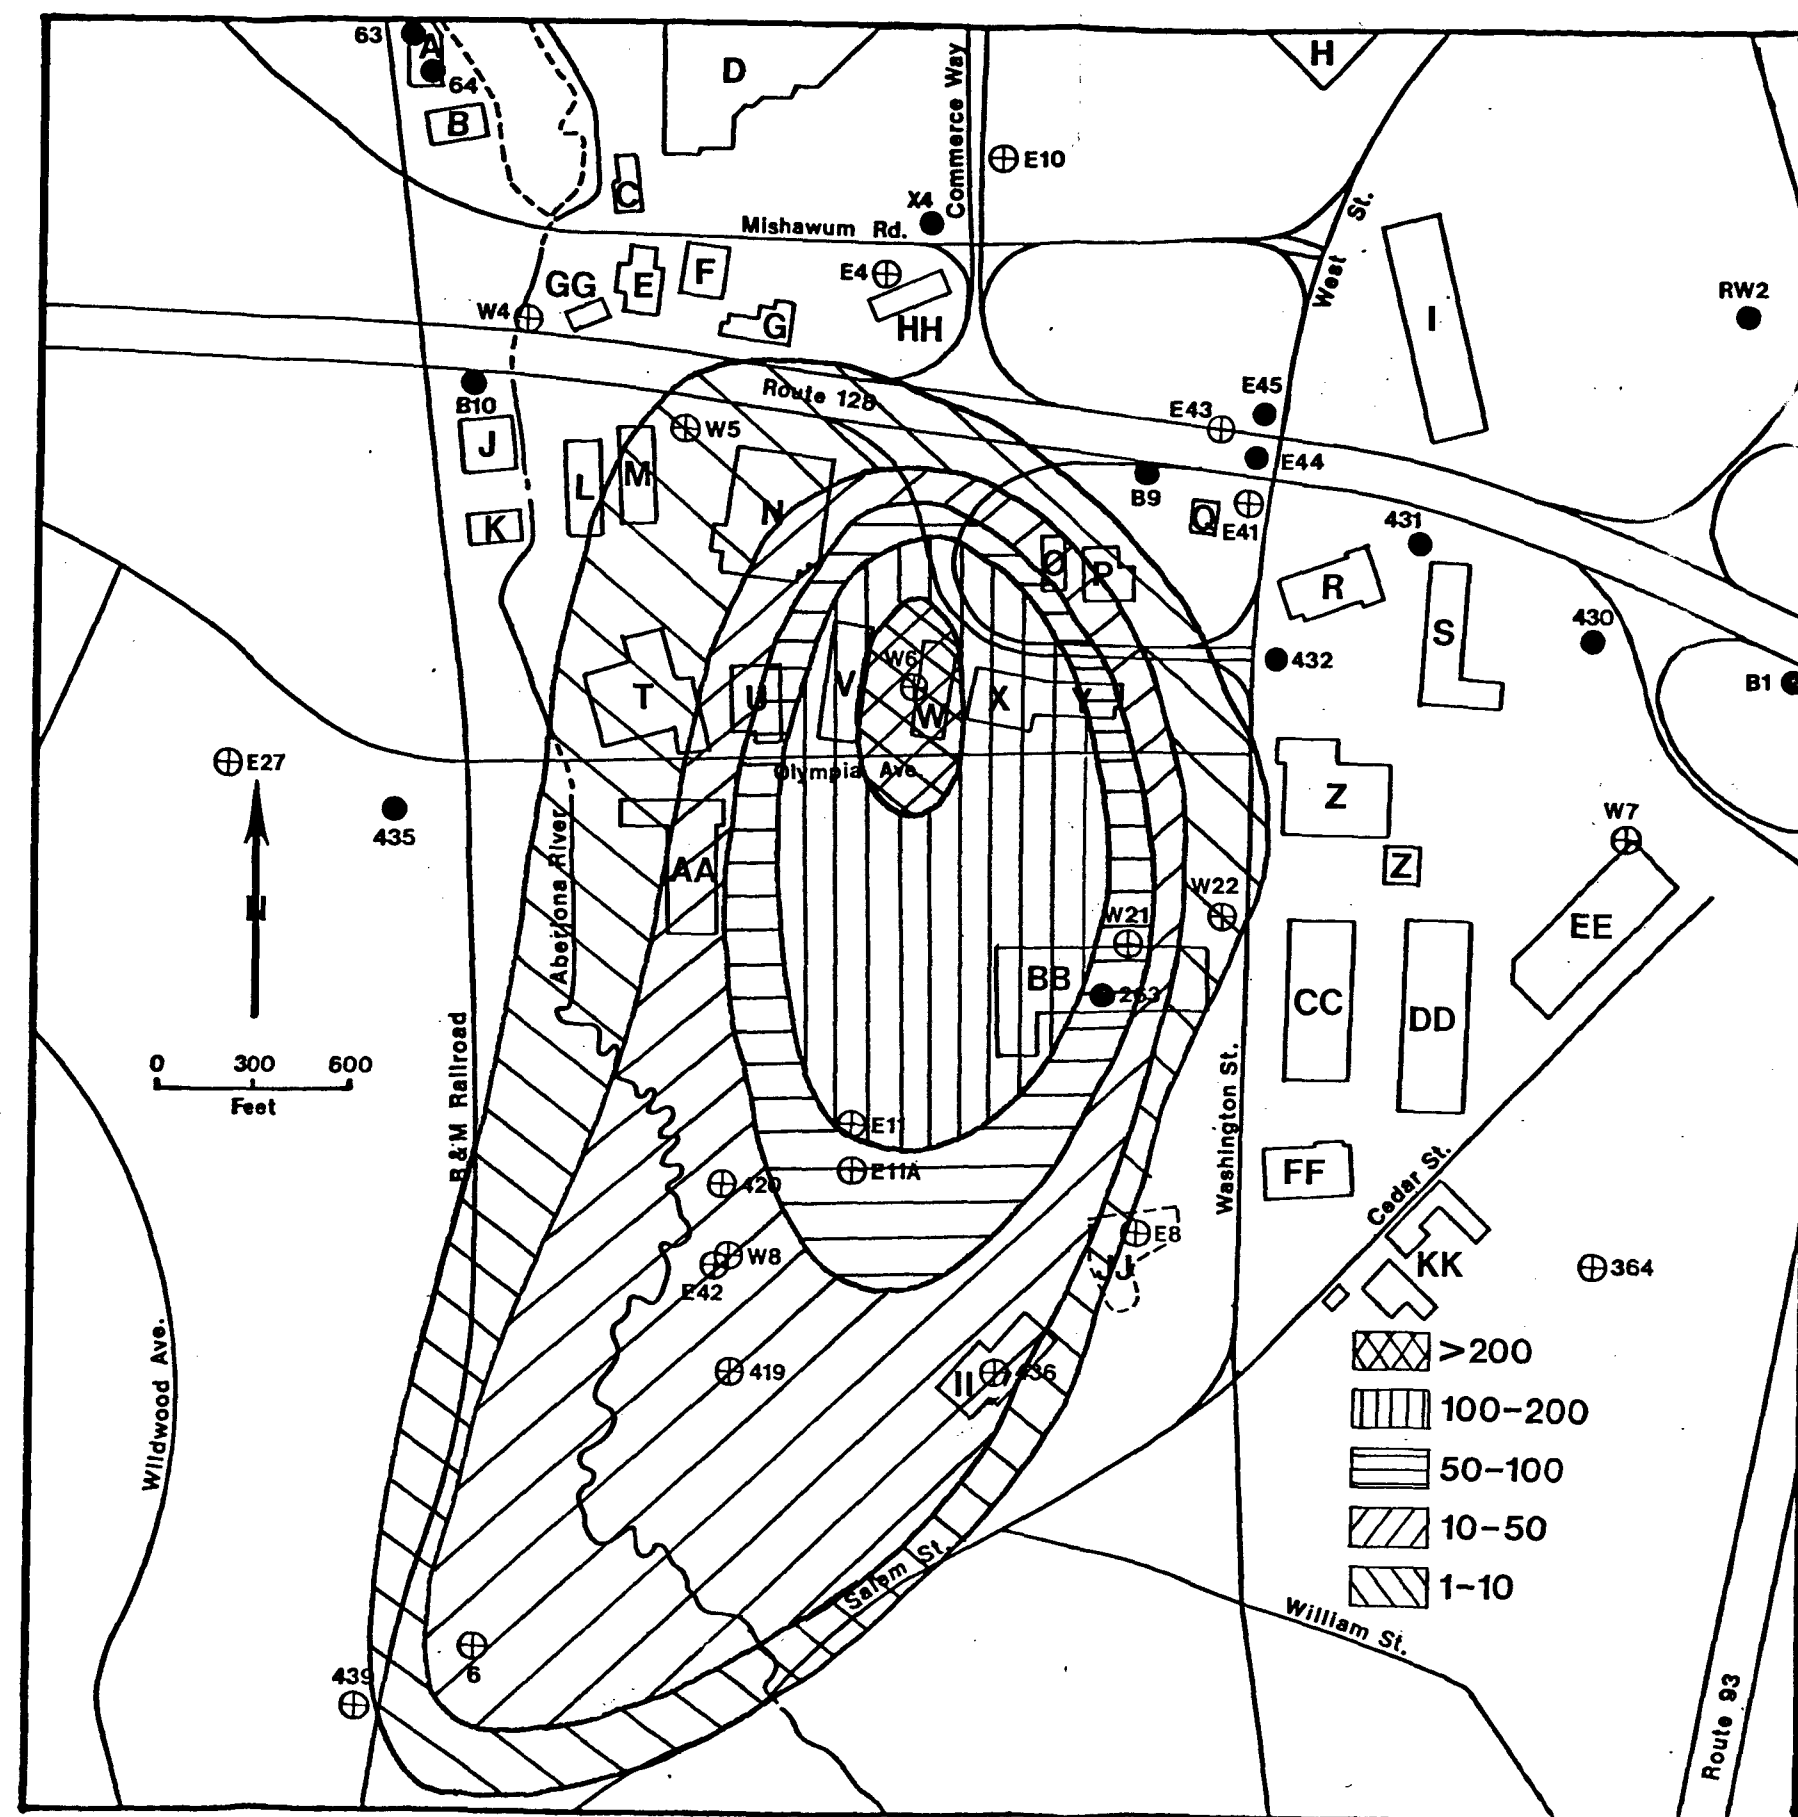 63
A
64
B
D
H
Commerce Way
E10
C
X4
Mishawum Rd.
West St.
E4
GG
E
F
W4
G
HH
I
RW2
Route 128
E45
B10
E43
W5
J
E44
B9
L
M
Q
E41
431
K
N
O
P
R
430
S
W6
432
T
U
V
W
X
Y
B1
E27
Olympia Ave.
Z
W7
435
Aberjona River
Z
AA
W22
W21
EE
N
BB
263
CC
DD
0 300 600
Feet
B&M Railroad
Washington St.
E11
E11A
420
FF
Cedar St.
E8
W8
JJ
KK
364
E42
Wildwood Ave.
419
II
436
>200
100-200
50-100
10-50
1-10
Salem St.
William St.
6
439
Route 93